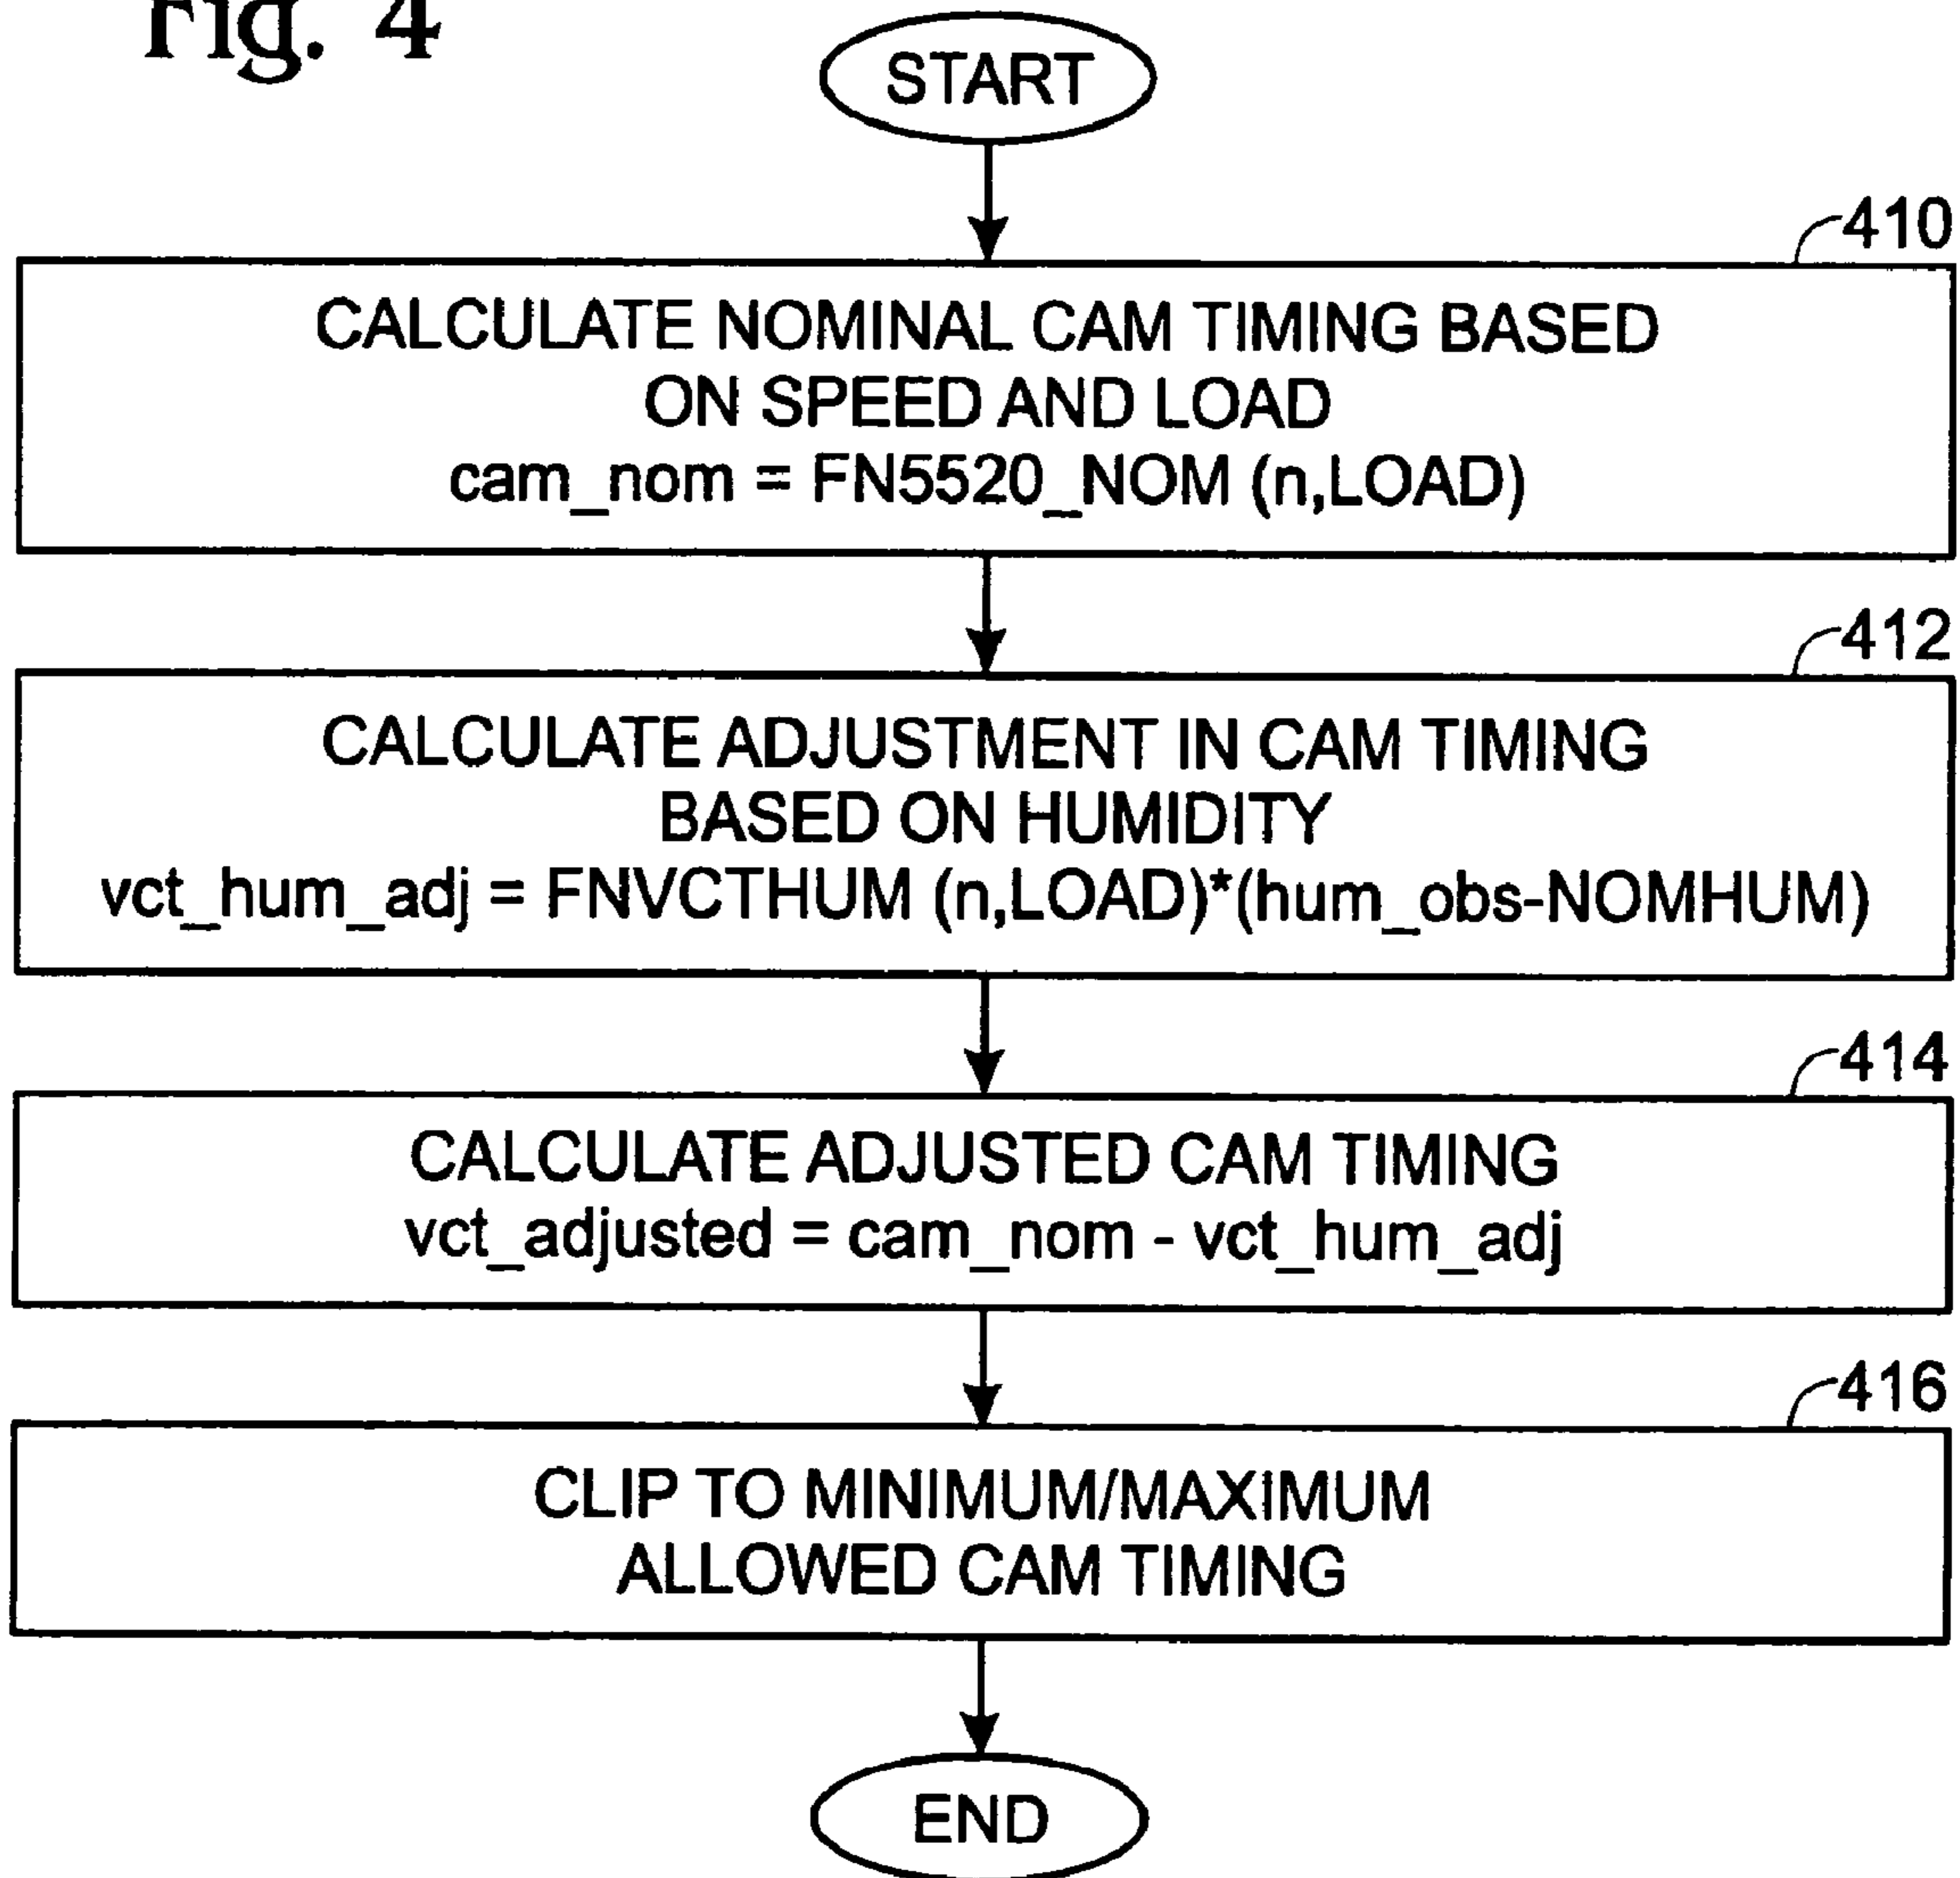 Fig. 4
START
410
CALCULATE NOMINAL CAM TIMING BASED
ON SPEED AND LOAD
cam_nom = FN5520_NOM (n,LOAD)
412
CALCULATE ADJUSTMENT IN CAM TIMING
BASED ON HUMIDITY
vct_hum_adj = FNVCTHUM (n,LOAD)*(hum_obs-NOMHUM)
414
CALCULATE ADJUSTED CAM TIMING
vct_adjusted = cam_nom - vct_hum_adj
416
CLIP TO MINIMUM/MAXIMUM
ALLOWED CAM TIMING
END